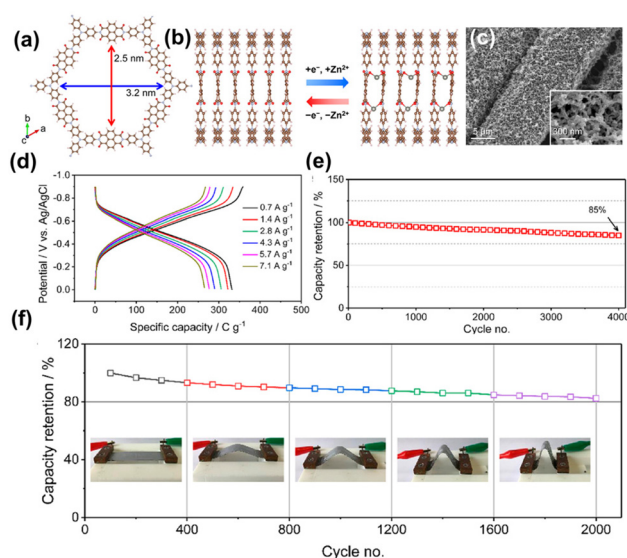 (a)
2.5 nm
3.2 nm
b
a
c
(b)
+e⁻, +Zn²⁺
−e⁻, −Zn²⁺
(c)
5 μm
300 nm
(d)
Potential / V vs. Ag/AgCl
-1.0
-0.8
-0.6
-0.4
-0.2
0.0
0.7 A g⁻¹
1.4 A g⁻¹
2.8 A g⁻¹
4.3 A g⁻¹
5.7 A g⁻¹
7.1 A g⁻¹
0 100 200 300 400 500
Specific capacity / C g⁻¹
(e)
Capacity retention / %
150
100
50
0
85%
0 1000 2000 3000 4000
Cycle no.
(f)
Capacity retention / %
120
80
40
0
0 400 800 1200 1600 2000
Cycle no.